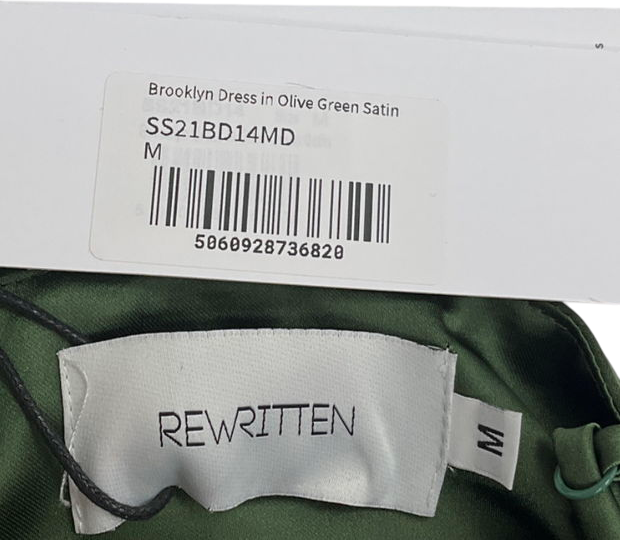 Brooklyn Dress in Olive Green Satin
SS21BD14MD
M
5060928736820
REWRITTEN
M